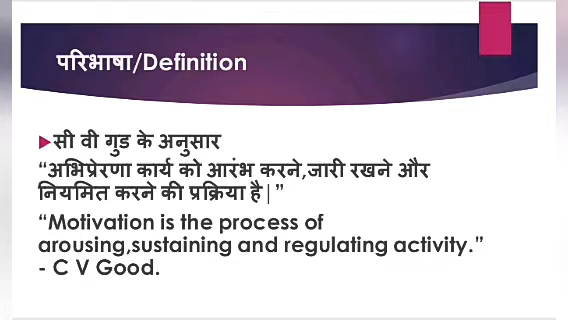 परिभाषा/Definition
सी वी गुड के अनुसार
“अभिप्रेरणा कार्य को आरंभ करने,जारी रखने और
नियमित करने की प्रक्रिया है|”
“Motivation is the process of
arousing,sustaining and regulating activity.”
- C V Good.